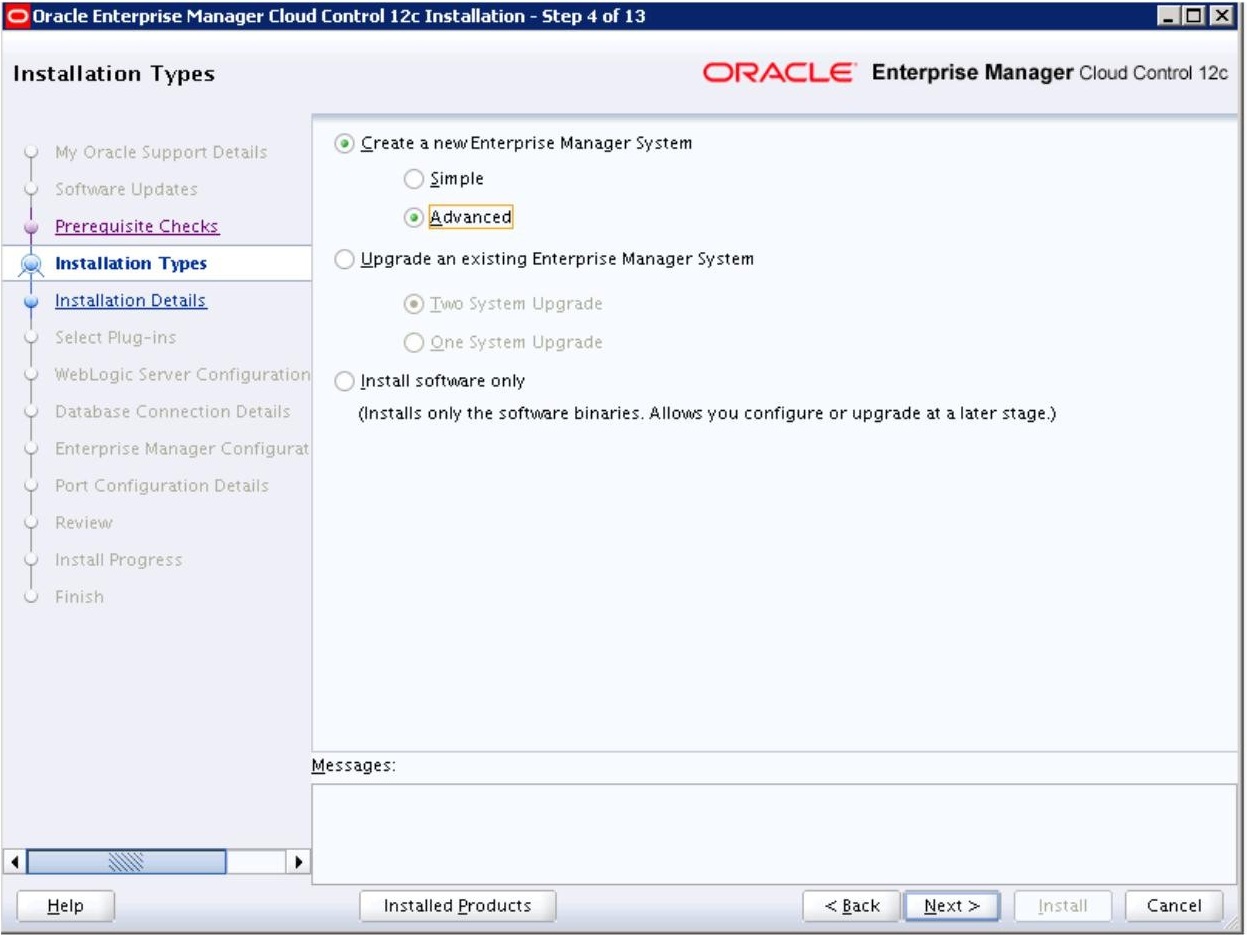 Oracle Enterprise Manager Cloud Control 12c Installation - Step 4 of 13
Installation Types
ORACLE Enterprise Manager Cloud Control 12c
My Oracle Support Details
Software Updates
Prerequisite Checks
Installation Types
Installation Details
Select Plug-ins
WebLogic Server Configuration
Database Connection Details
Enterprise Manager Configurat
Port Configuration Details
Review
Install Progress
Finish
Create a new Enterprise Manager System
Simple
Advanced
Upgrade an existing Enterprise Manager System
Two System Upgrade
One System Upgrade
Install software only
(Installs only the software binaries. Allows you configure or upgrade at a later stage.)
Messages:
Help
Installed Products
< Back
Next >
Install
Cancel